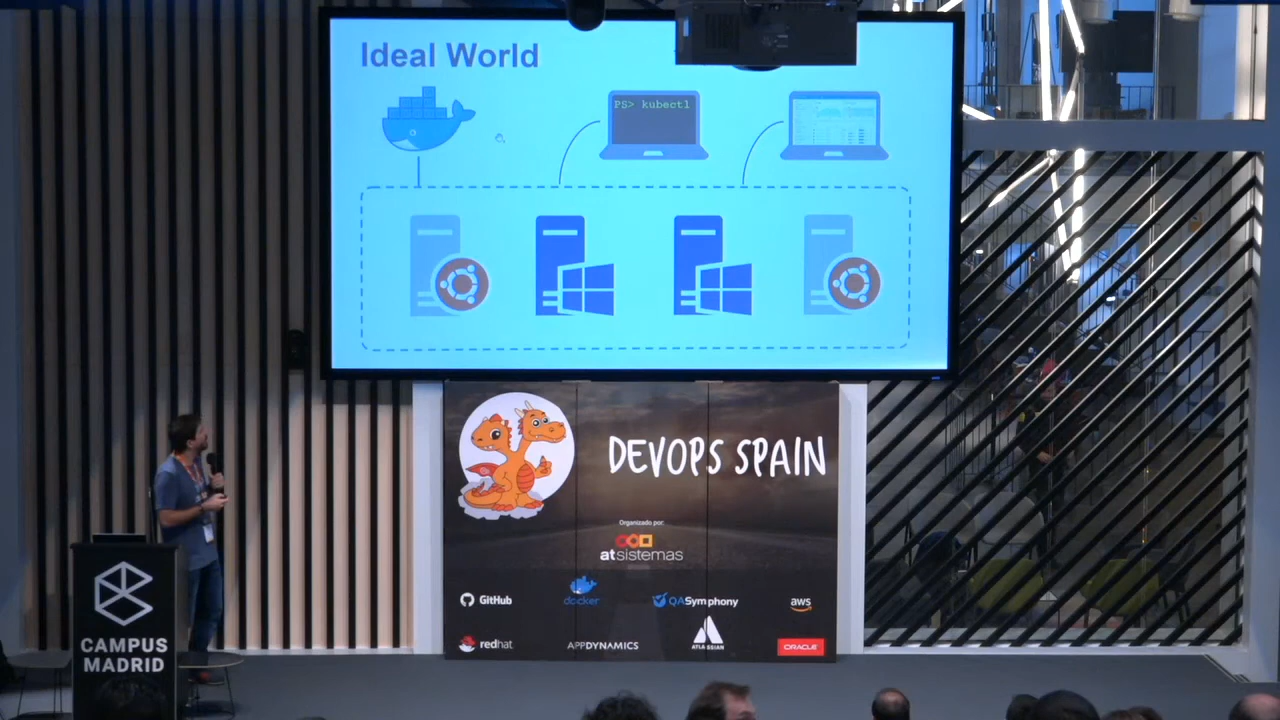 Ideal World
PS> kubectl
DEVOPS SPAIN
Organizado por:
atsistemas
GitHub
docker
QASymphony
aws
redhat
APPDYNAMICS
ATLASSIAN
ORACLE
CAMPUS
MADRID